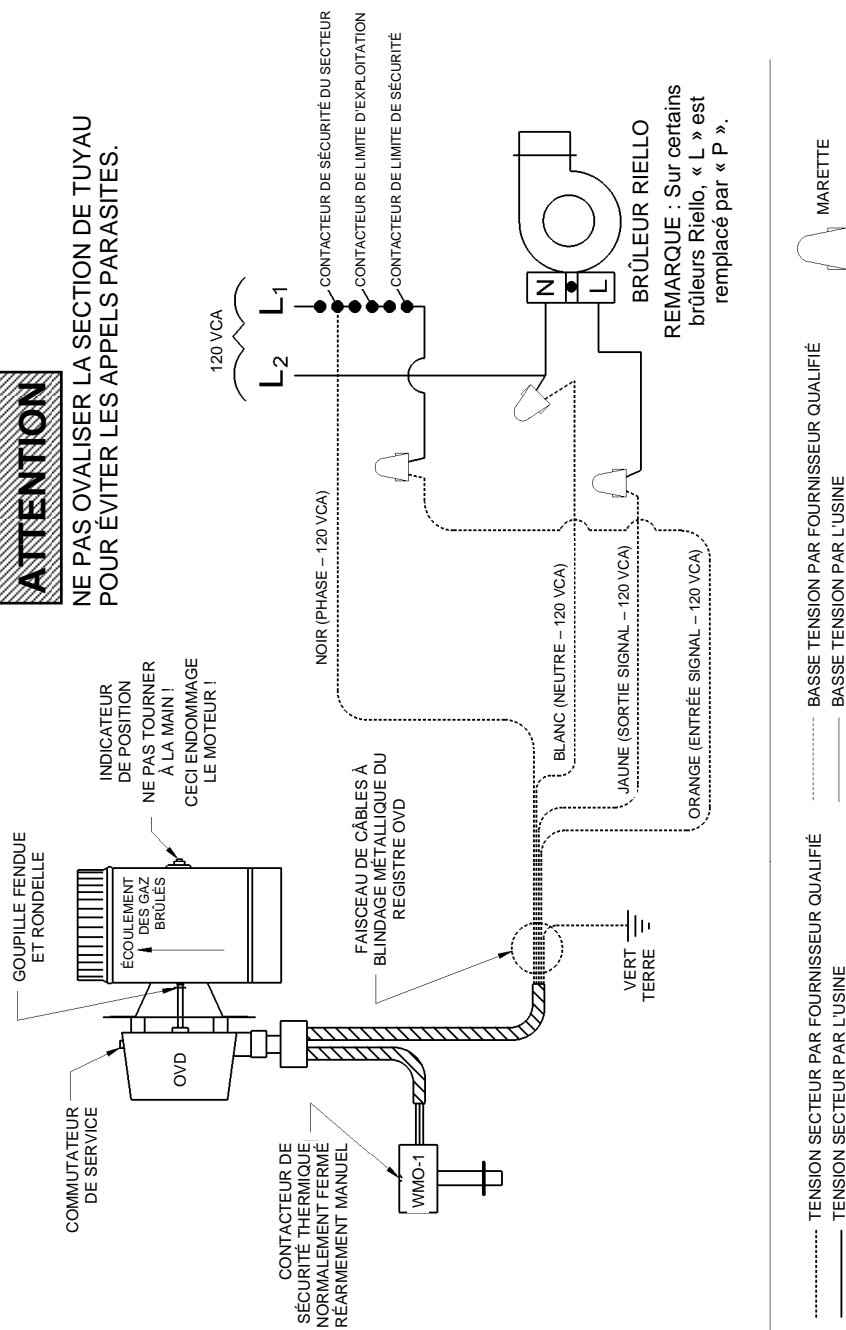 ATTENTION
NE PAS OVALISER LA SECTION DE TUYAU
POUR ÉVITER LES APPELS PARASITES.
COMMUTATEUR
DE SERVICE
GOUPILLE FENDUE
ET RONDELLE
INDICATEUR
DE POSITION
NE PAS TOURNER
À LA MAIN !
CECI ENDOMMAGE
LE MOTEUR !
ÉCOULEMENT
DES GAZ
BRÛLÉS
OVD
CONTACTEUR DE
SÉCURITÉ THERMIQUE
NORMALEMENT FERMÉ
RÉARMEMENT MANUEL
WMO-1
FAISCEAU DE CÂBLES À
BLINDAGE MÉTALLIQUE DU
REGISTRE OVD
VERT
TERRE
NOIR (PHASE – 120 VCA)
BLANC (NEUTRE – 120 VCA)
JAUNE (SORTIE SIGNAL – 120 VCA)
ORANGE (ENTRÉE SIGNAL – 120 VCA)
120 VCA
L2
L1
CONTACTEUR DE SÉCURITÉ DU SECTEUR
CONTACTEUR DE LIMITE D'EXPLOITATION
CONTACTEUR DE LIMITE DE SÉCURITÉ
N
L
BRÛLEUR RIELLO
REMARQUE : Sur certains
brûleurs Riello, « L » est
remplacé par « P ».
TENSION SECTEUR PAR FOURNISSEUR QUALIFIÉ
TENSION SECTEUR PAR L'USINE
BASSE TENSION PAR FOURNISSEUR QUALIFIÉ
BASSE TENSION PAR L'USINE
MARETTE